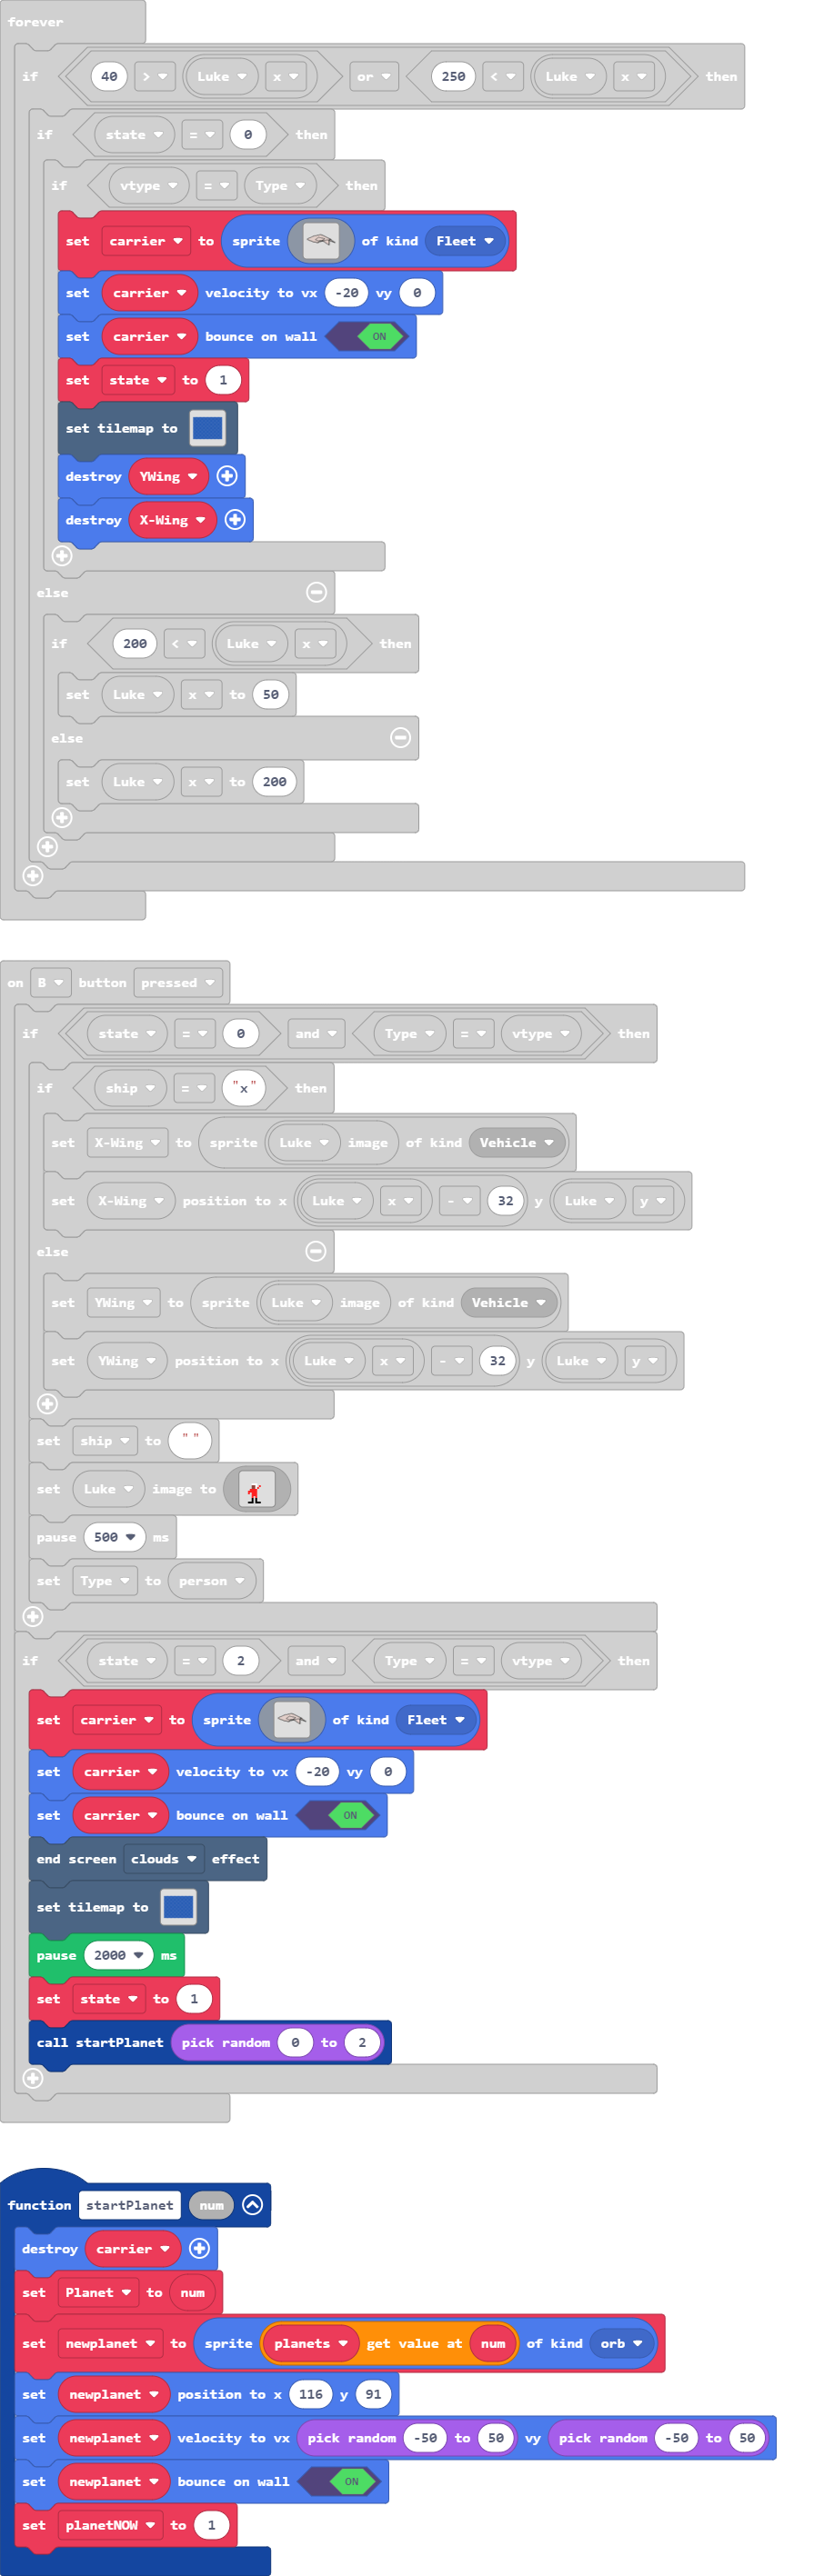 forever
if 40 > Luke x or 250 < Luke x then
if state = 0 then
if vtype = Type then
set carrier to sprite of kind Fleet
set carrier velocity to vx -20 vy 0
set carrier bounce on wall ON
set state to 1
set tilemap to
destroy YWing
destroy X-Wing
else
if 200 < Luke x then
set Luke x to 50
else
set Luke x to 200
on B button pressed
if state = 0 and Type = vtype then
if ship = "x" then
set X-Wing to sprite Luke image of kind Vehicle
set X-Wing position to x Luke x - 32 y Luke y
else
set YWing to sprite Luke image of kind Vehicle
set YWing position to x Luke x - 32 y Luke y
set ship to " "
set Luke image to
pause 500 ms
set Type to person
if state = 2 and Type = vtype then
set carrier to sprite of kind Fleet
set carrier velocity to vx -20 vy 0
set carrier bounce on wall ON
end screen clouds effect
set tilemap to
pause 2000 ms
set state to 1
call startPlanet pick random 0 to 2
function startPlanet num
destroy carrier
set Planet to num
set newplanet to sprite planets get value at num of kind orb
set newplanet position to x 116 y 91
set newplanet velocity to vx pick random -50 to 50 vy pick random -50 to 50
set newplanet bounce on wall ON
set planetNOW to 1